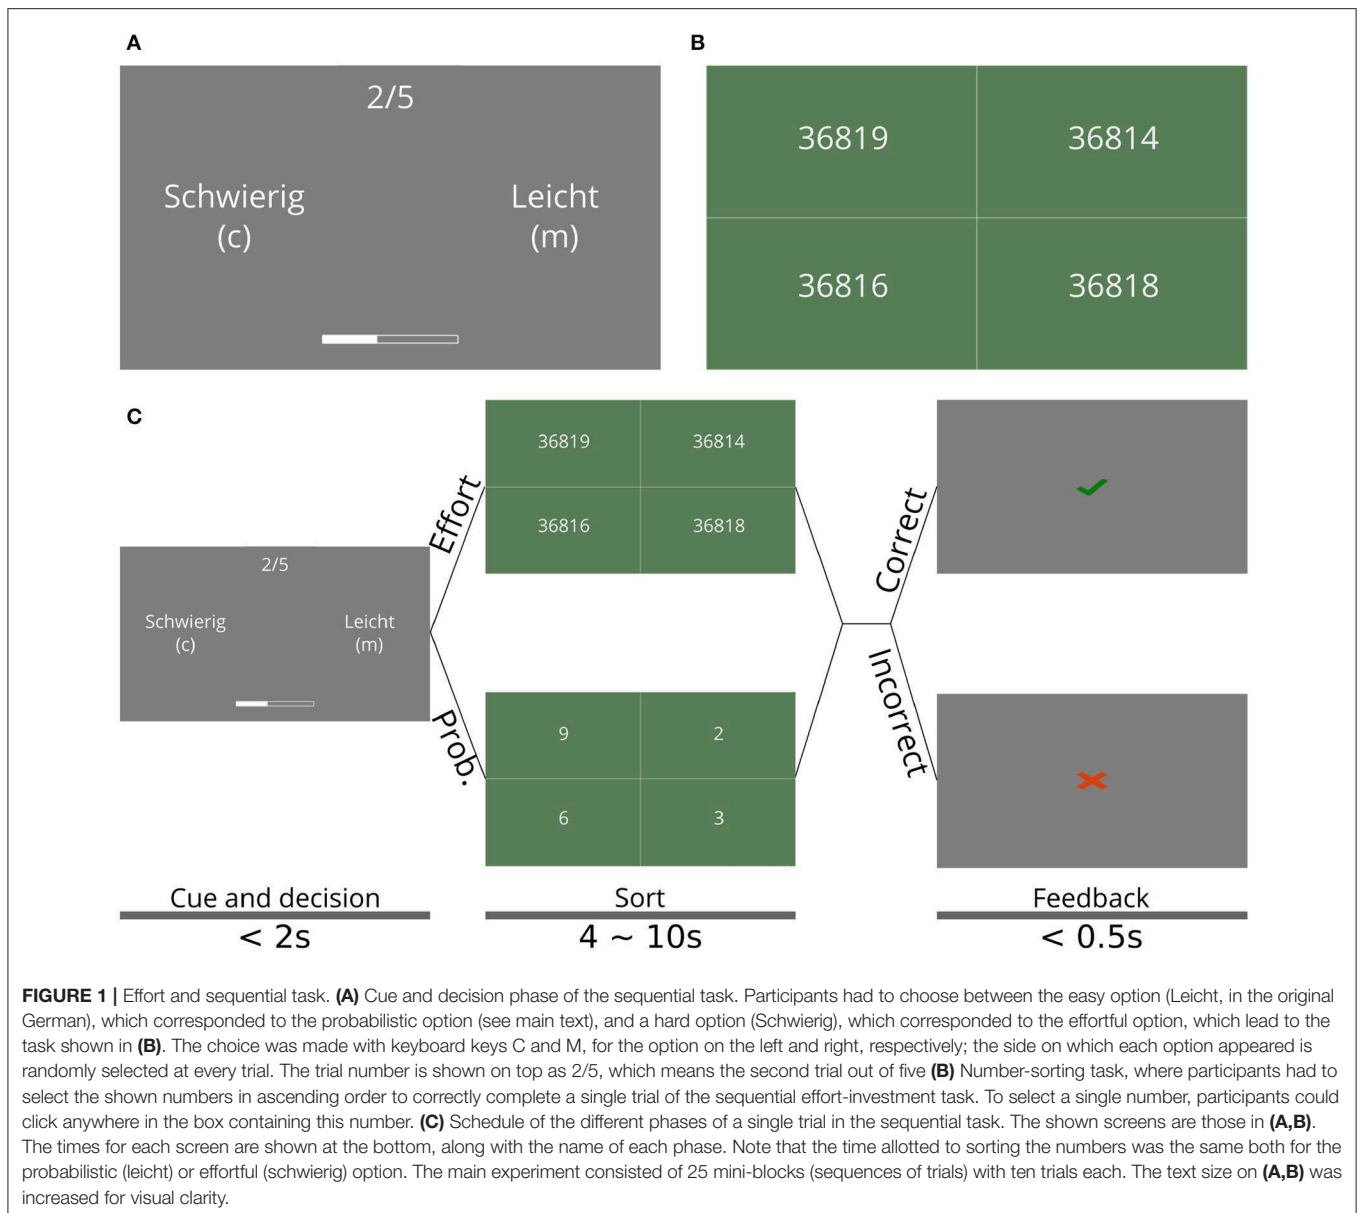 A
2/5
Schwierig
(c)
Leicht
(m)
B
36819
36814
36816
36818
C
2/5
Schwierig
(c)
Leicht
(m)
Effort
Prob.
36819
36814
36816
36818
9
2
6
3
Correct
Incorrect
Cue and decision
< 2s
Sort
4 ~ 10s
Feedback
< 0.5s
FIGURE 1 | Effort and sequential task. (A) Cue and decision phase of the sequential task. Participants had to choose between the easy option (Leicht, in the original
German), which corresponded to the probabilistic option (see main text), and a hard option (Schwierig), which corresponded to the effortful option, which lead to the
task shown in (B). The choice was made with keyboard keys C and M, for the option on the left and right, respectively; the side on which each option appeared is
randomly selected at every trial. The trial number is shown on top as 2/5, which means the second trial out of five (B) Number-sorting task, where participants had to
select the shown numbers in ascending order to correctly complete a single trial of the sequential effort-investment task. To select a single number, participants could
click anywhere in the box containing this number. (C) Schedule of the different phases of a single trial in the sequential task. The shown screens are those in (A,B).
The times for each screen are shown at the bottom, along with the name of each phase. Note that the time allotted to sorting the numbers was the same both for the
probabilistic (leicht) or effortful (schwierig) option. The main experiment consisted of 25 mini-blocks (sequences of trials) with ten trials each. The text size on (A,B) was
increased for visual clarity.